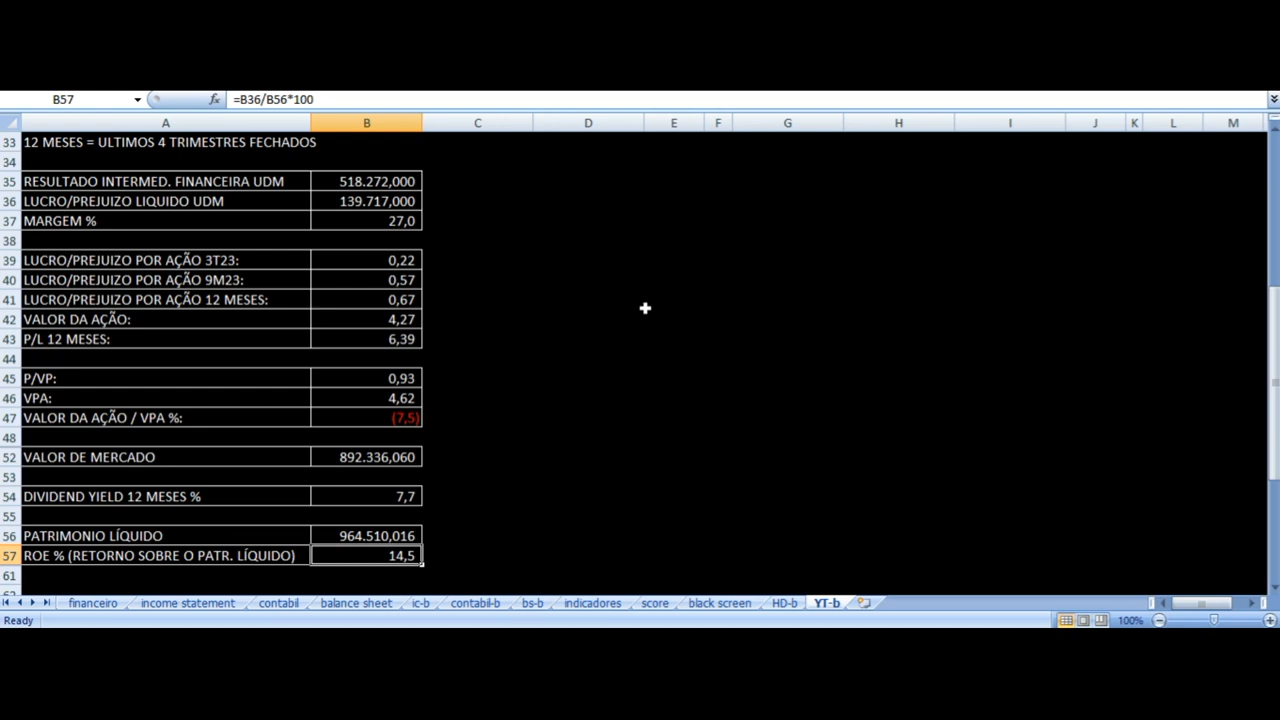 B57 fx =B36/B56*100
A B C D E F G H I J K L M
33 12 MESES = ULTIMOS 4 TRIMESTRES FECHADOS
34
35 RESULTADO INTERMED. FINANCEIRA UDM 518.272,000
36 LUCRO/PREJUIZO LIQUIDO UDM 139.717,000
37 MARGEM % 27,0
38
39 LUCRO/PREJUIZO POR AÇÃO 3T23: 0,22
40 LUCRO/PREJUIZO POR AÇÃO 9M23: 0,57
41 LUCRO/PREJUIZO POR AÇÃO 12 MESES: 0,67
42 VALOR DA AÇÃO: 4,27
43 P/L 12 MESES: 6,39
44
45 P/VP: 0,93
46 VPA: 4,62
47 VALOR DA AÇÃO / VPA %: (7,5)
48
52 VALOR DE MERCADO 892.336,060
53
54 DIVIDEND YIELD 12 MESES % 7,7
55
56 PATRIMONIO LÍQUIDO 964.510,016
57 ROE % (RETORNO SOBRE O PATR. LÍQUIDO) 14,5
61
62
financeiro income statement contabil balance sheet ic-b contabil-b bs-b indicadores score black screen HD-b YT-b
Ready 100%